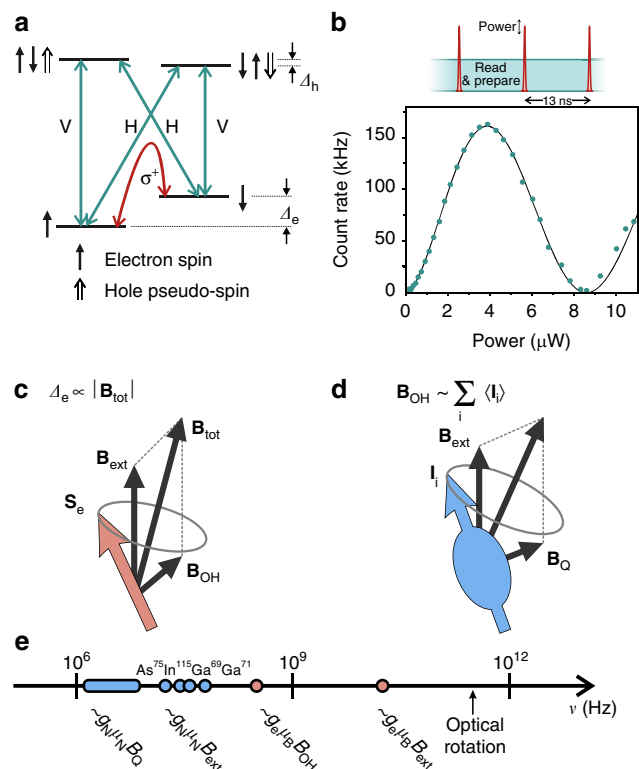 a
↑↓⇑
↓↑⇓
Δh
V
H
H
V
σ+
↓
↑
Δe
Electron spin
Hole pseudo-spin
b
Power
Read
& prepare
13 ns
Count rate (kHz)
150
100
50
0
0
2
4
6
8
10
Power (μW)
c
Δe ∝ |Btot|
Btot
Bext
Se
BOH
d
BOH ~ ∑i ⟨Ii⟩
Bext
Ii
BQ
e
10^6
As75In115Ga69Ga71
10^9
10^12
ν (Hz)
~gNμNBQ
~gNμNBext
~geμBBOH
~geμBBext
Optical
rotation